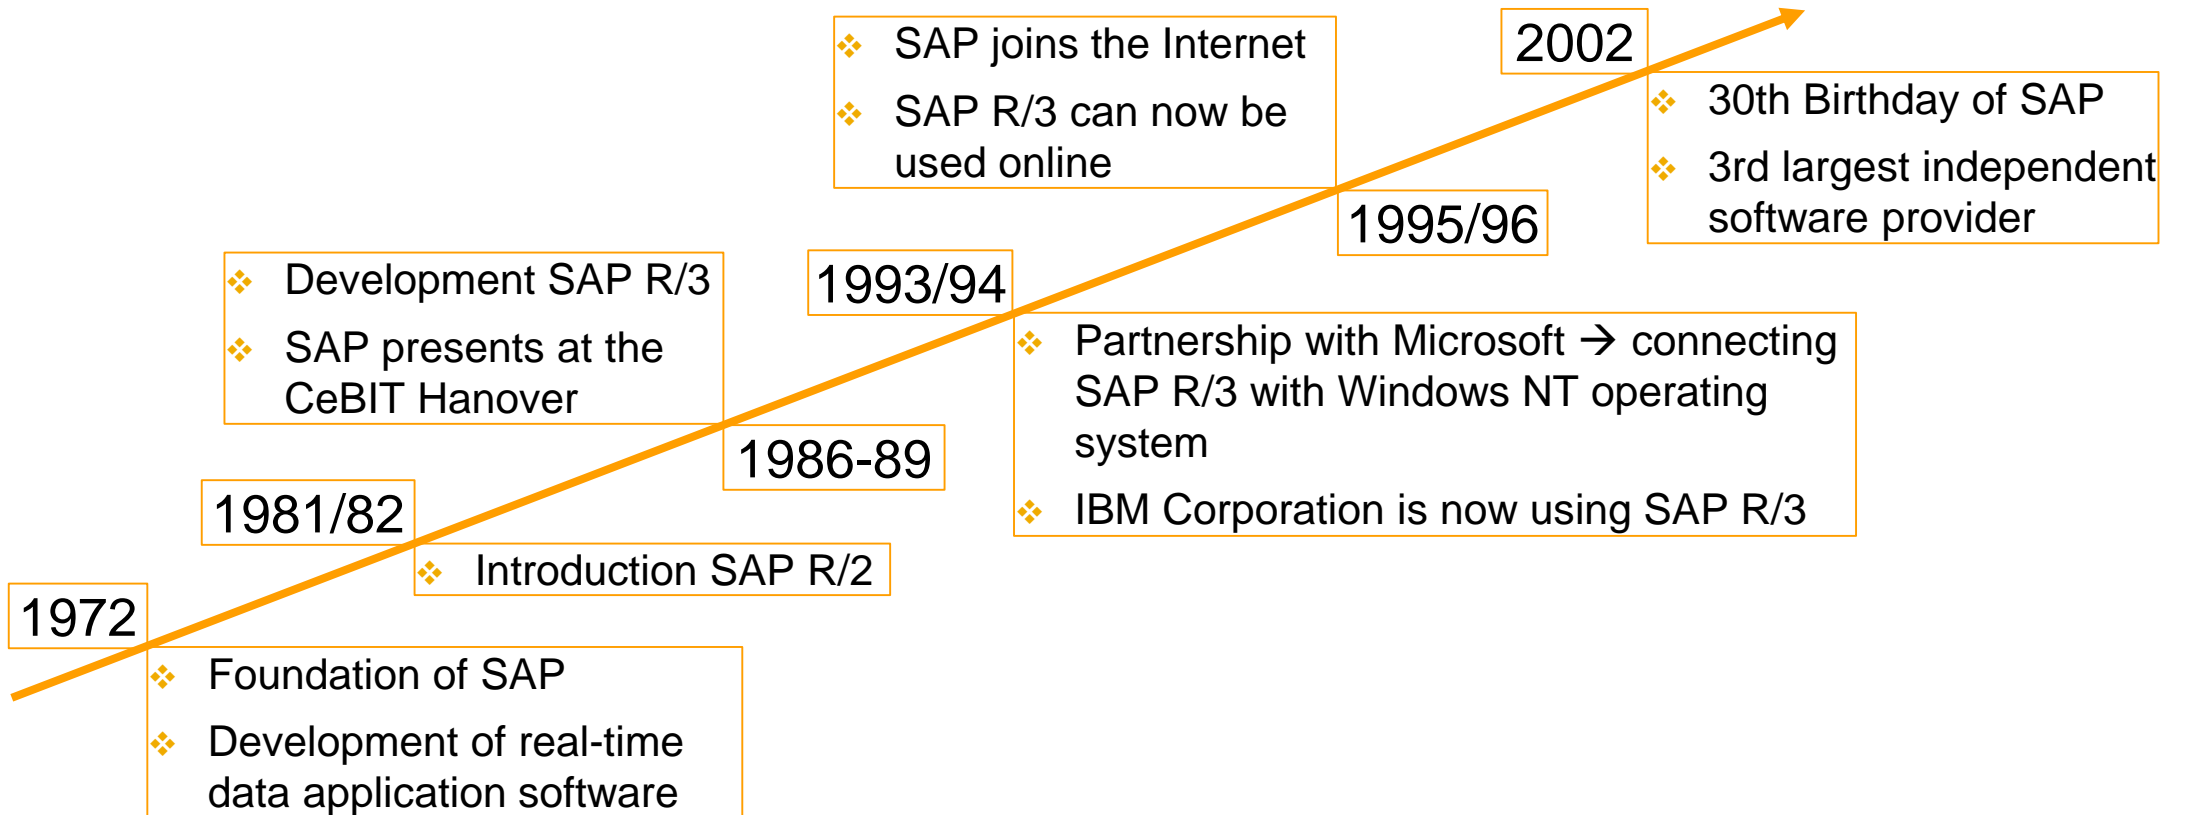 1972
❖ Foundation of SAP
❖ Development of real-time
data application software
1981/82
❖ Introduction SAP R/2
1986-89
❖ Development SAP R/3
❖ SAP presents at the
CeBIT Hanover
1993/94
❖ Partnership with Microsoft → connecting
SAP R/3 with Windows NT operating
system
❖ IBM Corporation is now using SAP R/3
1995/96
❖ SAP joins the Internet
❖ SAP R/3 can now be
used online
2002
❖ 30th Birthday of SAP
❖ 3rd largest independent
software provider